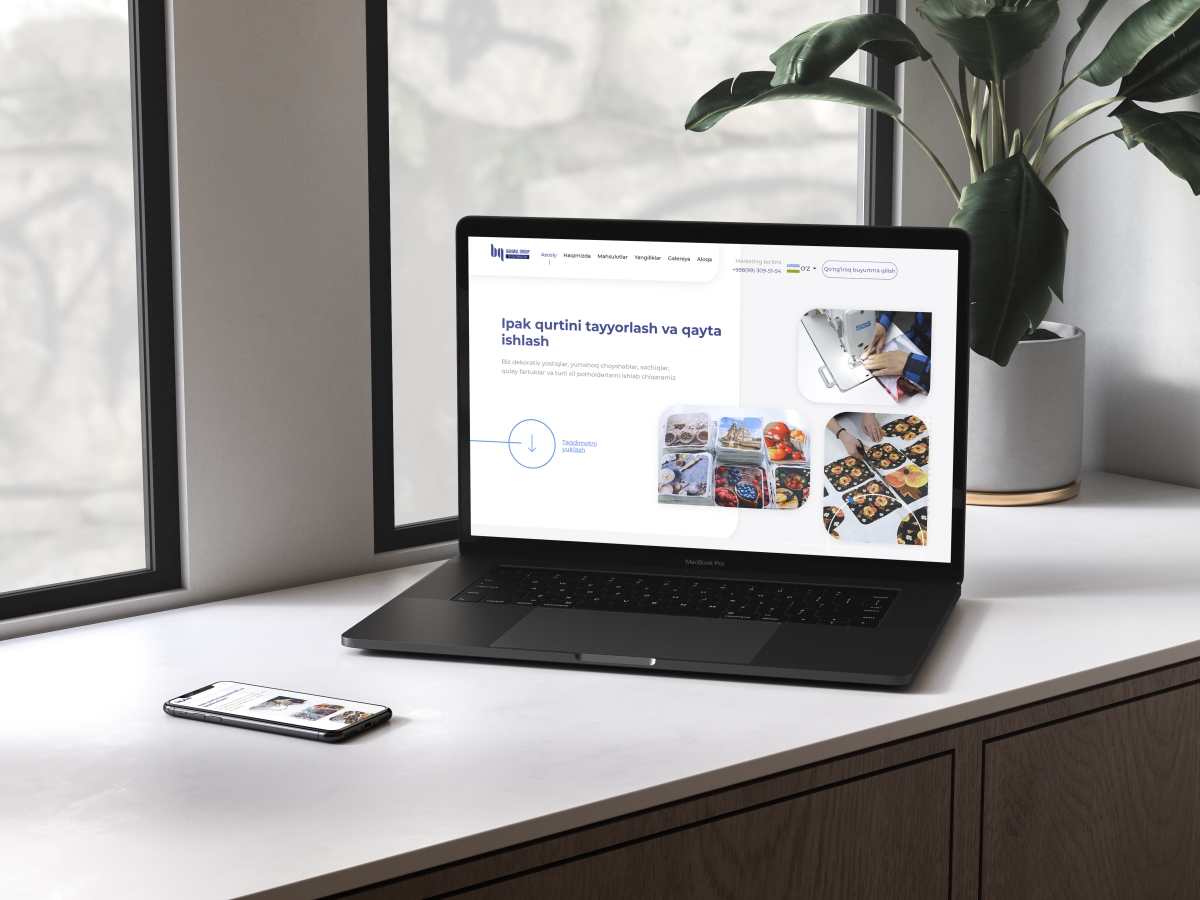 bq
Asosiy Haqimizda Mahsulotlar Yangiliklar Galereya Aloqa
Marketing bo'limi
+998(99) 309-51-54
O'Z
Qo'ng'iroq buyurtma qilish
Ipak qurtini tayyorlash va qayta
ishlash
Biz dekorativ yostiqlar, yumshoq choyshablar, sochiqlar,
qulay fartuklar va turli xil potholderlarni ishlab chiqaramiz
Taqdimotni
yuklash
MacBook Pro